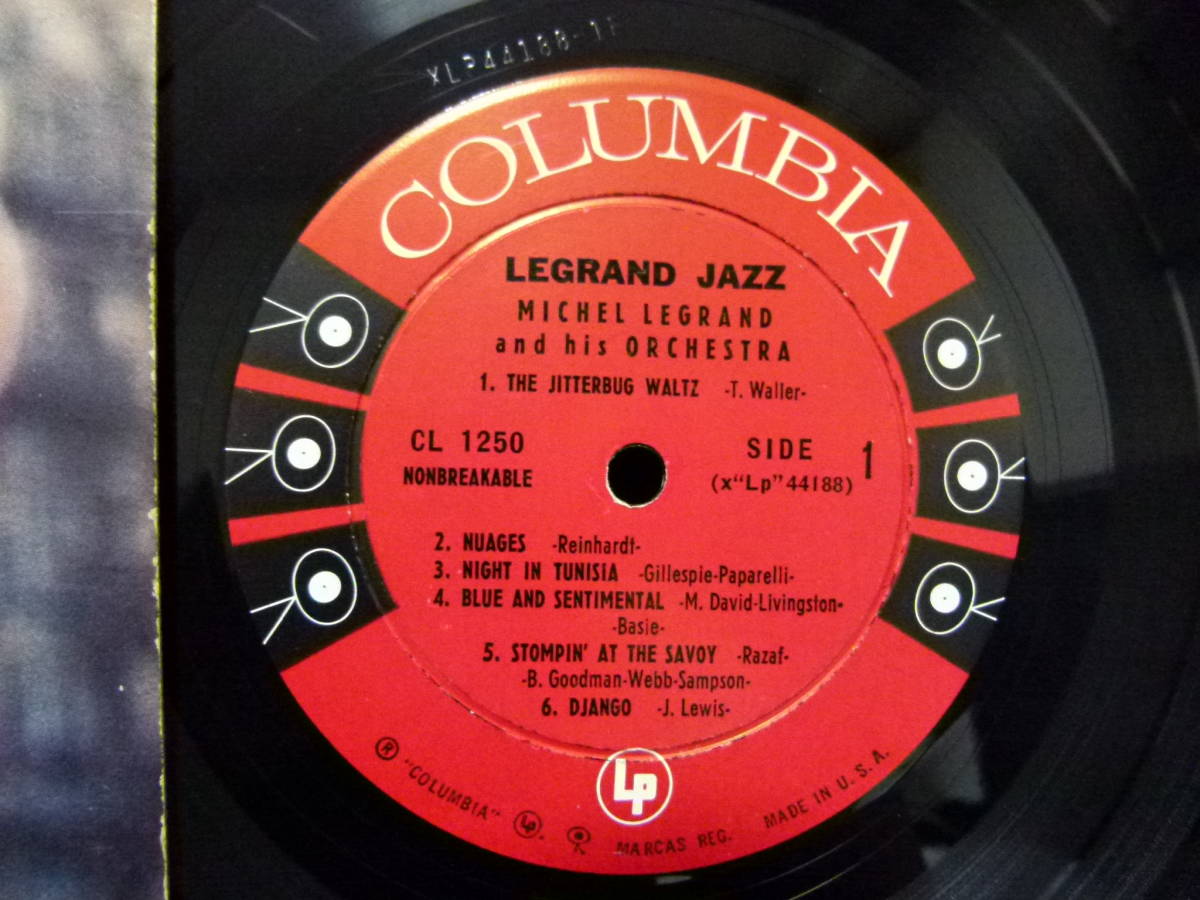 XLP44188-1F
COLUMBIA
LEGRAND JAZZ
MICHEL LEGRAND
and his ORCHESTRA
1. THE JITTERBUG WALTZ -T. Waller-
CL 1250
NONBREAKABLE
SIDE 1
(x"Lp"44188)
2. NUAGES -Reinhardt-
3. NIGHT IN TUNISIA -Gillespie-Paparelli-
4. BLUE AND SENTIMENTAL -M. David-Livingston-
-Basie-
5. STOMPIN' AT THE SAVOY -Razaf-
-B. Goodman-Webb-Sampson-
6. DJANGO -J. Lewis-
Lp
® "COLUMBIA" Lp. MARCAS REG. MADE IN U.S.A.